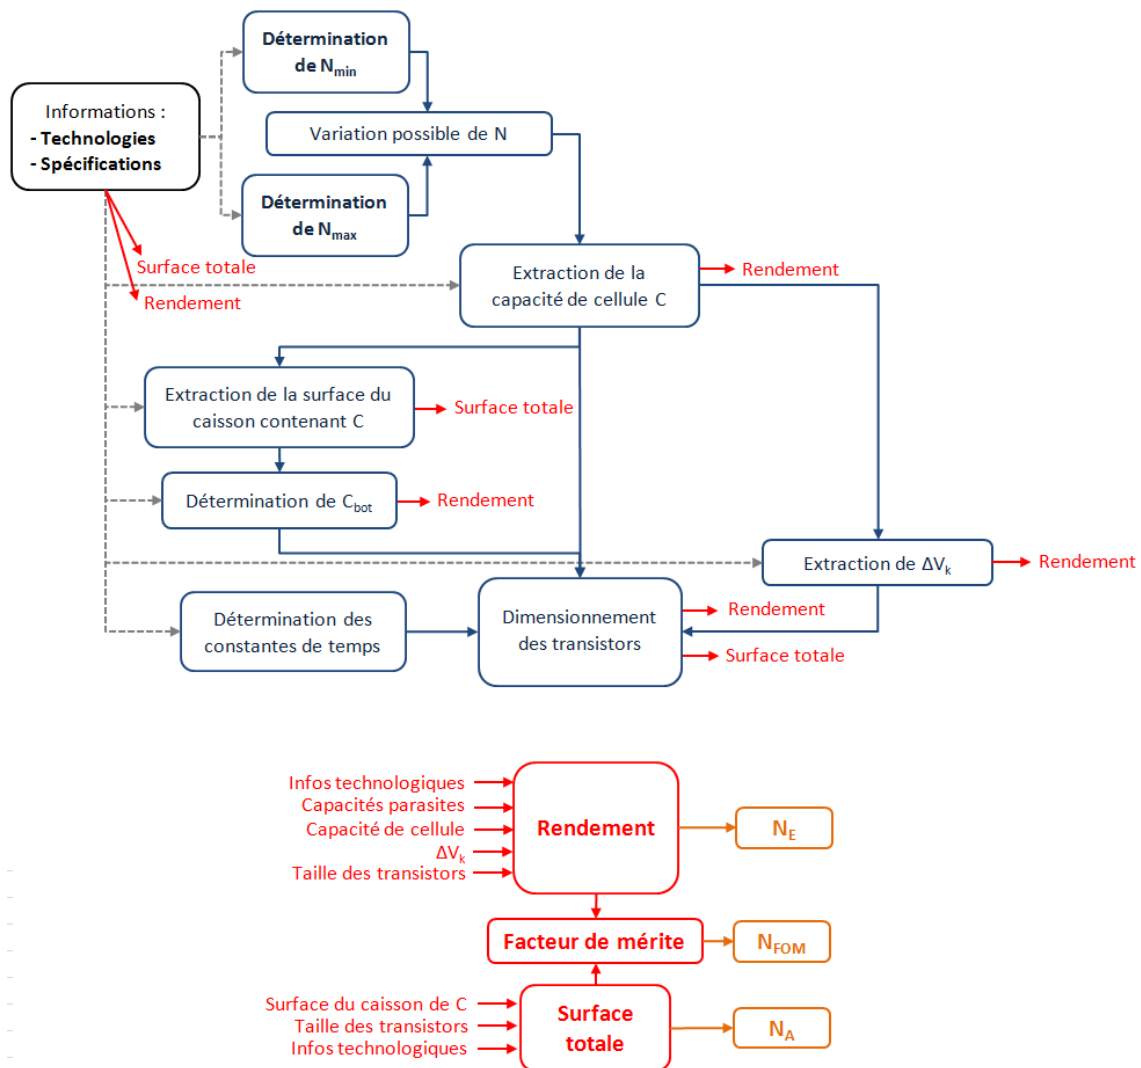 Détermination
de Nmin
Informations :
- Technologies
- Spécifications
Variation possible de N
Détermination
de Nmax
Surface totale
Rendement
Extraction de la
capacité de cellule C
Rendement
Extraction de la surface du
caisson contenant C
Surface totale
Détermination de Cbot
Rendement
Extraction de ΔVk
Rendement
Détermination des
constantes de temps
Dimensionnement
des transistors
Rendement
Surface totale
Infos technologiques
Capacités parasites
Capacité de cellule
ΔVk
Taille des transistors
Rendement
NE
Facteur de mérite
NFOM
Surface du caisson de C
Taille des transistors
Infos technologiques
Surface
totale
NA